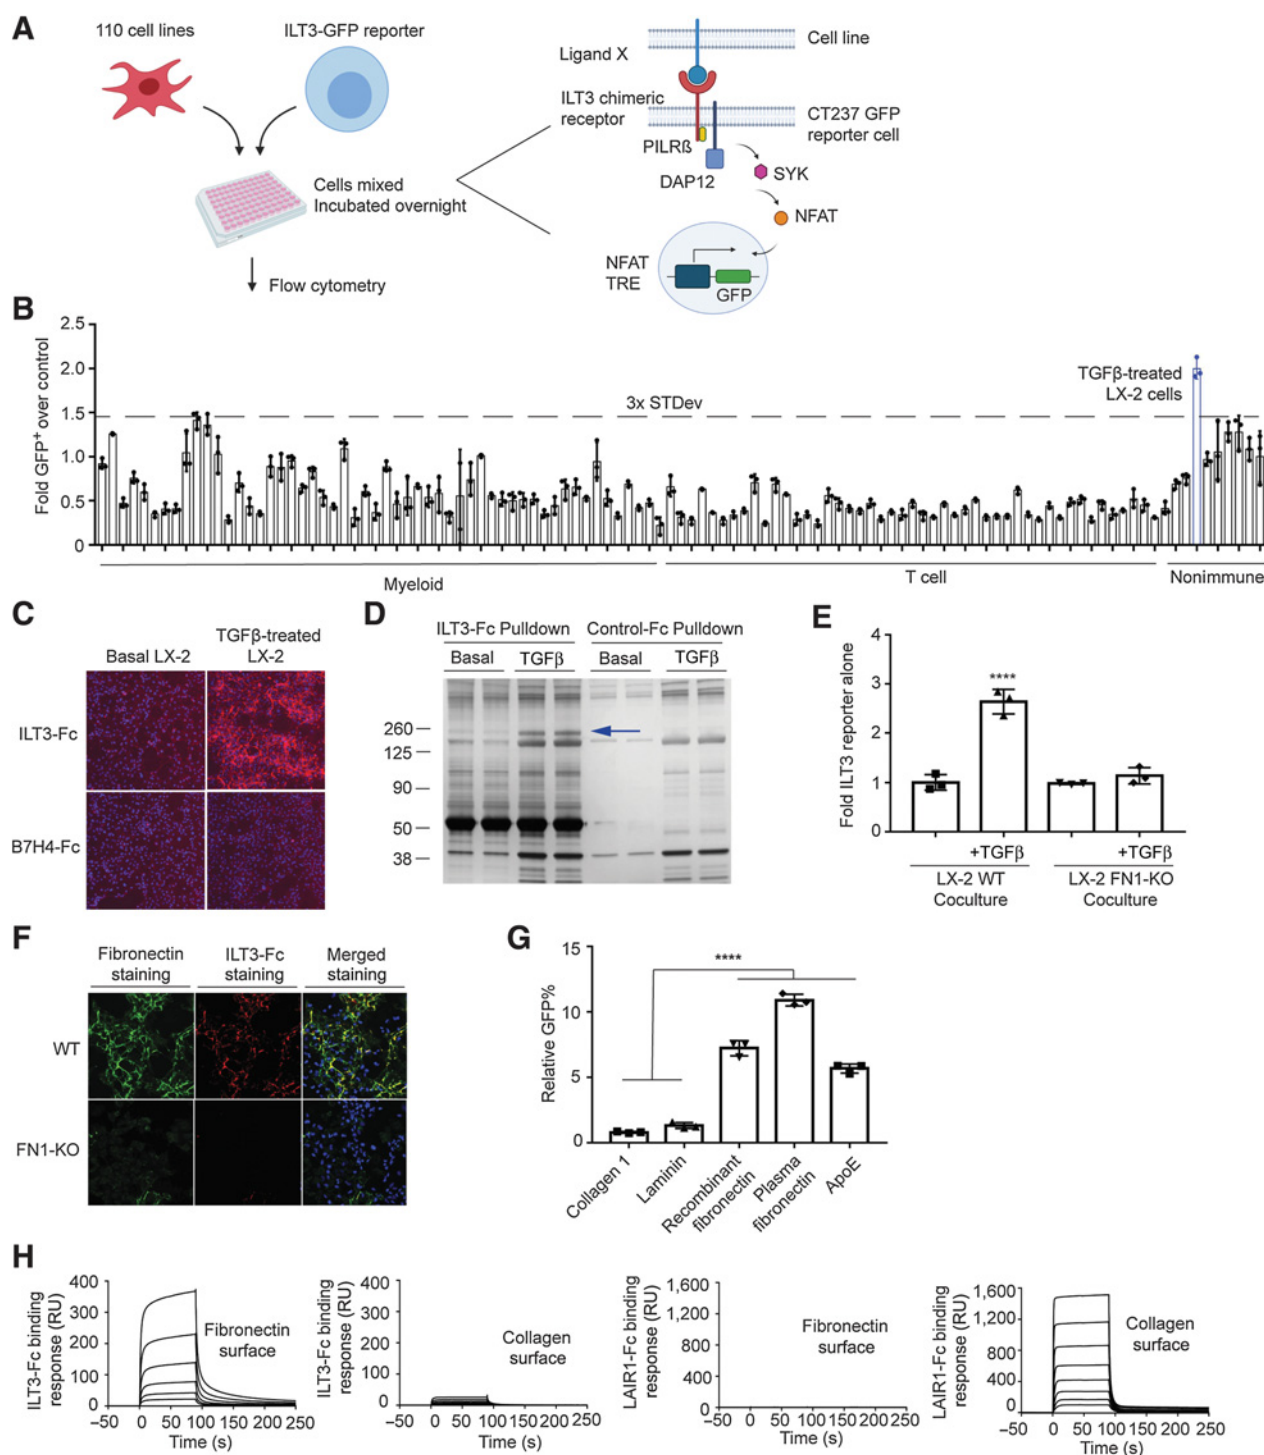 A
110 cell lines
ILT3-GFP reporter
Cells mixed
Incubated overnight
Flow cytometry
Ligand X
Cell line
ILT3 chimeric
receptor
CT237 GFP
reporter cell
PILRß
DAP12
SYK
NFAT
NFAT
TRE
GFP
B
Fold GFP+ over control
2.5
2.0
1.5
1.0
0.5
0
3x STDev
TGFβ-treated
LX-2 cells
Myeloid
T cell
Nonimmune
C
Basal LX-2
TGFβ-treated
LX-2
ILT3-Fc
B7H4-Fc
D
ILT3-Fc Pulldown
Control-Fc Pulldown
Basal
TGFβ
Basal
TGFβ
260
125
90
50
38
E
Fold ILT3 reporter alone
4
3
2
1
0
****
+TGFβ
+TGFβ
LX-2 WT
Coculture
LX-2 FN1-KO
Coculture
F
Fibronectin
staining
ILT3-Fc
staining
Merged
staining
WT
FN1-KO
G
Relative GFP%
15
10
5
0
****
Collagen 1
Laminin
Recombinant
fibronectin
Plasma
fibronectin
ApoE
H
ILT3-Fc binding
response (RU)
400
300
200
100
0
Fibronectin
surface
−50 0 50 100 150 200 250
Time (s)
ILT3-Fc binding
response (RU)
400
300
200
100
0
Collagen
surface
−50 0 50 100 150 200 250
Time (s)
LAIR1-Fc binding
response (RU)
1,600
1,200
800
400
0
Fibronectin
surface
−50 0 50 100 150 200 250
Time (s)
LAIR1-Fc binding
response (RU)
1,600
1,200
800
400
0
Collagen
surface
−50 0 50 100 150 200 250
Time (s)